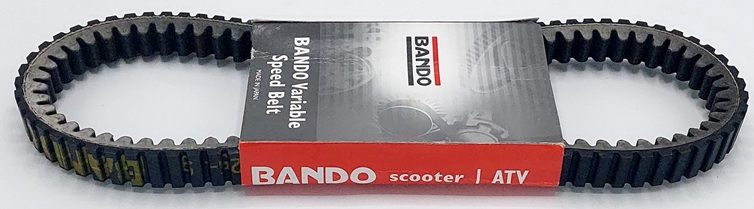 BANDO
BANDO Variable
Speed Belt
MADE IN JAPAN
BANDO scooter | ATV